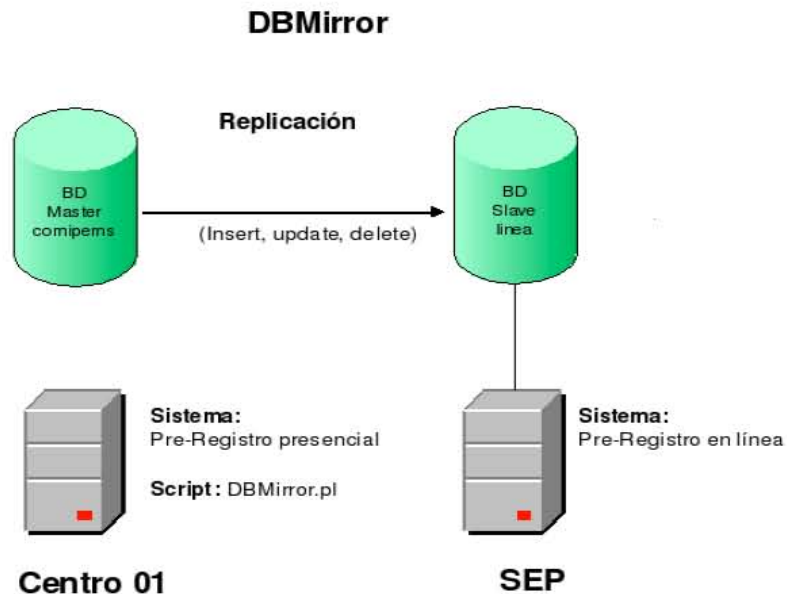 DBMirror
Replicación
BD
Master
comiperns
(Insert, update, delete)
BD
Slave
linea
Sistema:
Pre-Registro presencial
Script: DBMirror.pl
Sistema:
Pre-Registro en línea
Centro 01
SEP